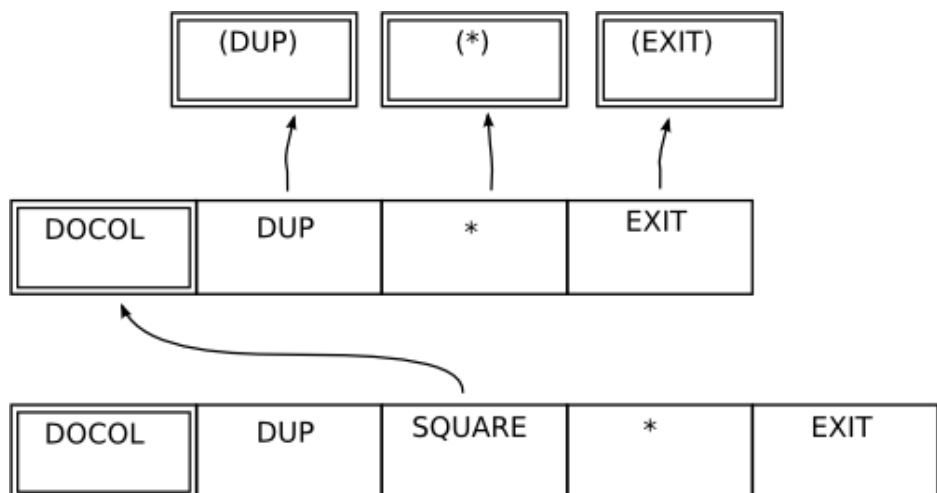 (DUP) (*) (EXIT)
DOCOL DUP * EXIT
DOCOL DUP SQUARE * EXIT